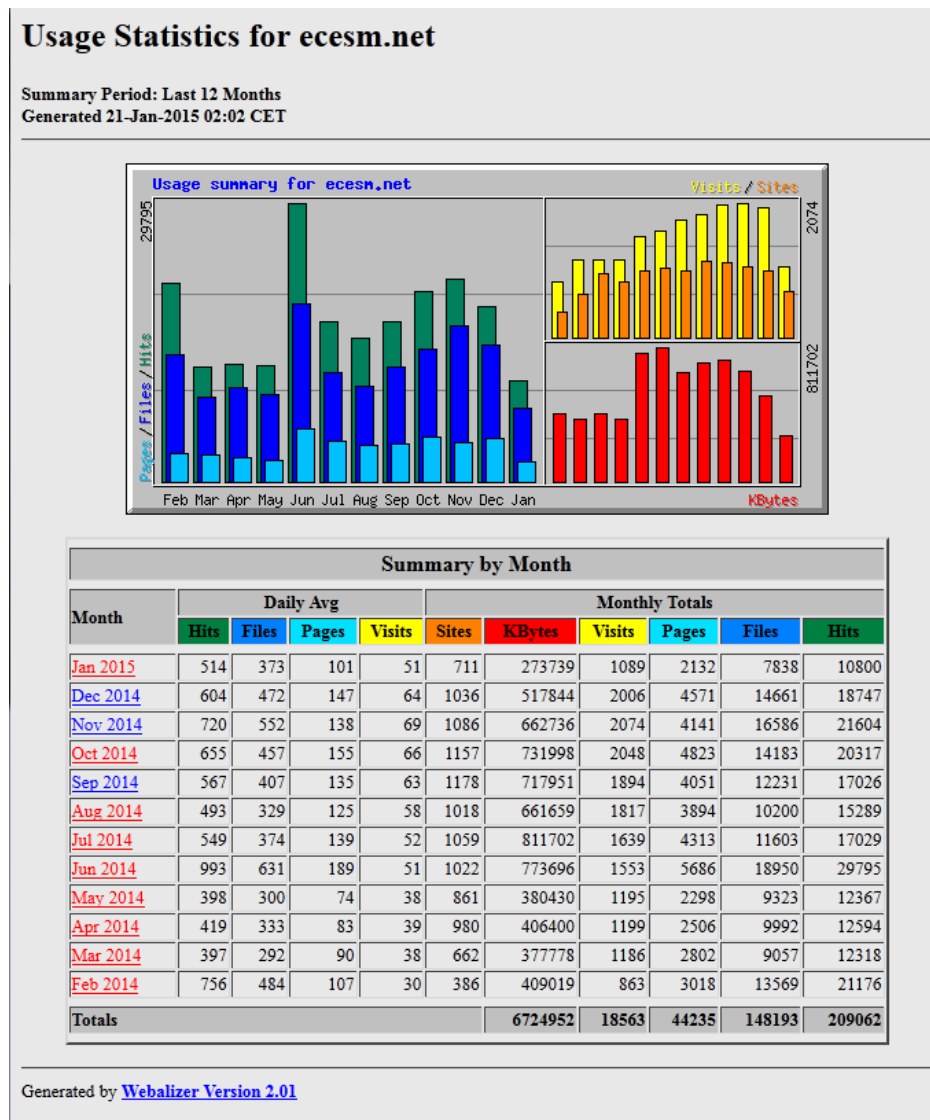 Usage Statistics for ecesm.net
Summary Period: Last 12 Months
Generated 21-Jan-2015 02:02 CET
Usage summary for ecesm.net
Visits / Sites
29795
2074
Pages / Files / Hits
811702
Feb Mar Apr May Jun Jul Aug Sep Oct Nov Dec Jan
KBytes
Summary by Month
Month Daily Avg Monthly Totals
Hits Files Pages Visits Sites KBytes Visits Pages Files Hits
Jan 2015 514 373 101 51 711 273739 1089 2132 7838 10800
Dec 2014 604 472 147 64 1036 517844 2006 4571 14661 18747
Nov 2014 720 552 138 69 1086 662736 2074 4141 16586 21604
Oct 2014 655 457 155 66 1157 731998 2048 4823 14183 20317
Sep 2014 567 407 135 63 1178 717951 1894 4051 12231 17026
Aug 2014 493 329 125 58 1018 661659 1817 3894 10200 15289
Jul 2014 549 374 139 52 1059 811702 1639 4313 11603 17029
Jun 2014 993 631 189 51 1022 773696 1553 5686 18950 29795
May 2014 398 300 74 38 861 380430 1195 2298 9323 12367
Apr 2014 419 333 83 39 980 406400 1199 2506 9992 12594
Mar 2014 397 292 90 38 662 377778 1186 2802 9057 12318
Feb 2014 756 484 107 30 386 409019 863 3018 13569 21176
Totals 6724952 18563 44235 148193 209062
Generated by Webalizer Version 2.01